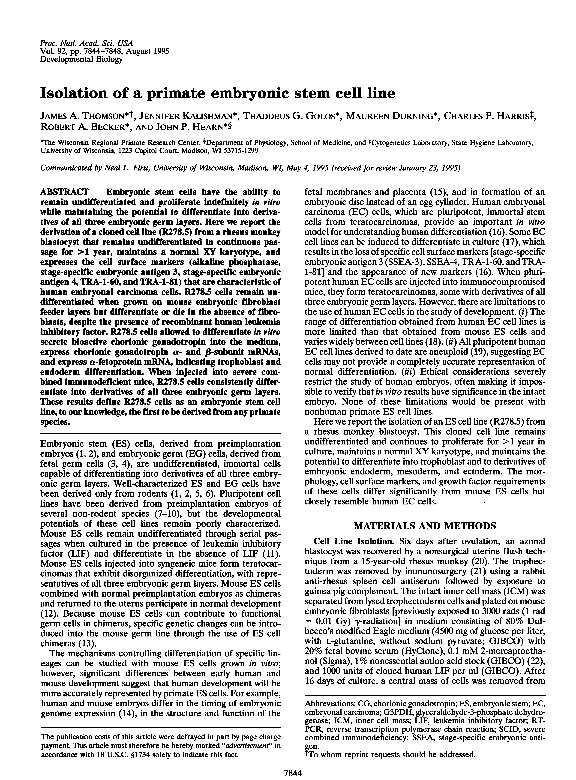 Proc. Natl. Acad. Sci. USA
Vol. 92, pp. 7844-7848, August 1995
Developmental Biology
Isolation of a primate embryonic stem cell line
JAMES A. THOMSON*†, JENNIFER KALISHMAN*, THADDEUS G. GOLOS*, MAUREEN DURNING*, CHARLES P. HARRIS‡,
ROBERT A. BECKER*, AND JOHN P. HEARN*§
*The Wisconsin Regional Primate Research Center, §Department of Physiology, School of Medicine, and ‡Cytogenetics Laboratory, State Hygiene Laboratory,
University of Wisconsin, 1223 Capitol Court, Madison, WI 53715-1299
Communicated by Neal L. First, University of Wisconsin, Madison, WI, May 4, 1995 (received for review January 23, 1995)
ABSTRACT Embryonic stem cells have the ability to
remain undifferentiated and proliferate indefinitely in vitro
while maintaining the potential to differentiate into deriva-
tives of all three embryonic germ layers. Here we report the
derivation of a cloned cell line (R278.5) from a rhesus monkey
blastocyst that remains undifferentiated in continuous pas-
sage for >1 year, maintains a normal XY karyotype, and
expresses the cell surface markers (alkaline phosphatase,
stage-specific embryonic antigen 3, stage-specific embryonic
antigen 4, TRA-1-60, and TRA-1-81) that are characteristic of
human embryonal carcinoma cells. R278.5 cells remain un-
differentiated when grown on mouse embryonic fibroblast
feeder layers but differentiate or die in the absence of fibro-
blasts, despite the presence of recombinant human leukemia
inhibitory factor. R278.5 cells allowed to differentiate in vitro
secrete bioactive chorionic gonadotropin into the medium,
express chorionic gonadotropin α- and β-subunit mRNAs,
and express α-fetoprotein mRNA, indicating trophoblast and
endoderm differentiation. When injected into severe com-
bined immunodeficient mice, R278.5 cells consistently differ-
entiate into derivatives of all three embryonic germ layers.
These results define R278.5 cells as an embryonic stem cell
line, to our knowledge, the first to be derived from any primate
species.
Embryonic stem (ES) cells, derived from preimplantation
embryos (1, 2), and embryonic germ (EG) cells, derived from
fetal germ cells (3, 4), are undifferentiated, immortal cells
capable of differentiating into derivatives of all three embry-
onic germ layers. Well-characterized ES and EG cells have
been derived only from rodents (1, 2, 5, 6). Pluripotent cell
lines have been derived from preimplantation embryos of
several non-rodent species (7–10), but the developmental
potentials of these cell lines remain poorly characterized.
Mouse ES cells remain undifferentiated through serial pas-
sages when cultured in the presence of leukemia inhibitory
factor (LIF) and differentiate in the absence of LIF (11).
Mouse ES cells injected into syngeneic mice form teratocar-
cinomas that exhibit disorganized differentiation, with repre-
sentatives of all three embryonic germ layers. Mouse ES cells
combined with normal preimplantation embryos as chimeras
and returned to the uterus participate in normal development
(12). Because mouse ES cells can contribute to functional
germ cells in chimeras, specific genetic changes can be intro-
duced into the mouse germ line through the use of ES cell
chimeras (13).
The mechanisms controlling differentiation of specific lin-
eages can be studied with mouse ES cells grown in vitro;
however, significant differences between early human and
mouse development suggest that human development will be
more accurately represented by primate ES cells. For example,
human and mouse embryos differ in the timing of embryonic
genome expression (14), in the structure and function of the
The publication costs of this article were defrayed in part by page charge
payment. This article must therefore be hereby marked "advertisement" in
accordance with 18 U.S.C. §1734 solely to indicate this fact.
fetal membranes and placenta (15), and in formation of an
embryonic disc instead of an egg cylinder. Human embryonal
carcinoma (EC) cells, which are pluripotent, immortal stem
cells from teratocarcinomas, provide an important in vitro
model for understanding human differentiation (16). Some EC
cell lines can be induced to differentiate in culture (17), which
results in the loss of specific cell surface markers [stage-specific
embryonic antigen 3 (SSEA-3), SSEA-4, TRA-1-60, and TRA-
1-81] and the appearance of new markers (16). When pluri-
potent human EC cells are injected into immunocompromised
mice, they form teratocarcinomas, some with derivatives of all
three embryonic germ layers. However, there are limitations to
the use of human EC cells in the study of development. (i) The
range of differentiation obtained from human EC cell lines is
more limited than that obtained from mouse ES cells and
varies widely between cell lines (18). (ii) All pluripotent human
EC cell lines derived to date are aneuploid (19), suggesting EC
cells may not provide a completely accurate representation of
normal differentiation. (iii) Ethical considerations severely
restrict the study of human embryos, often making it impos-
sible to verify that in vitro results have significance in the intact
embryo. None of these limitations would be present with
nonhuman primate ES cell lines.
Here we report the isolation of an ES cell line (R278.5) from
a rhesus monkey blastocyst. This cloned cell line remains
undifferentiated and continues to proliferate for >1 year in
culture, maintains a normal XY karyotype, and maintains the
potential to differentiate into trophoblast and to derivatives of
embryonic endoderm, mesoderm, and ectoderm. The mor-
phology, cell surface markers, and growth factor requirements
of these cells differ significantly from mouse ES cells but
closely resemble human EC cells.
MATERIALS AND METHODS
Cell Line Isolation. Six days after ovulation, an azonal
blastocyst was recovered by a nonsurgical uterine flush tech-
nique from a 15-year-old rhesus monkey (20). The trophec-
tuderm was removed by immunosurgery (21) using a rabbit
anti-rhesus spleen cell antiserum followed by exposure to
guinea pig complement. The intact inner cell mass (ICM) was
separated from lysed trophectoderm cells and plated on mouse
embryonic fibroblasts [previously exposed to 3000 rads (1 rad
= 0.01 Gy) γ-radiation] in medium consisting of 80% Dul-
becco's modified Eagle medium (4500 mg of glucose per liter,
with L-glutamine, without sodium pyruvate; GIBCO) with
20% fetal bovine serum (HyClone), 0.1 mM 2-mercaptoetha-
nol (Sigma), 1% nonessential amino acid stock (GIBCO) (22),
and 1000 units of cloned human LIF per ml (GIBCO). After
16 days of culture, a central mass of cells was removed from
Abbreviations: CG, chorionic gonadotropin; ES, embryonic stem; EC,
embryonal carcinoma; G3PDH, glyceraldehyde-3-phosphate dehydro-
genase; ICM, inner cell mass; LIF, leukemia inhibitory factor; RT-
PCR, reverse transcription polymerase chain reaction; SCID, severe
combined immunodeficiency; SSEA, stage-specific embryonic anti-
gen.
†To whom reprint requests should be addressed.
7844